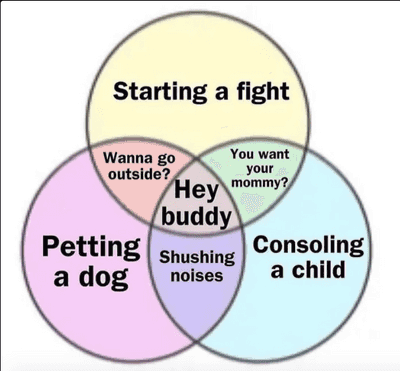 Starting a fight
Wanna go
outside?
You want
your
mommy?
Hey
buddy
Petting
a dog
Shushing
noises
Consoling
a child